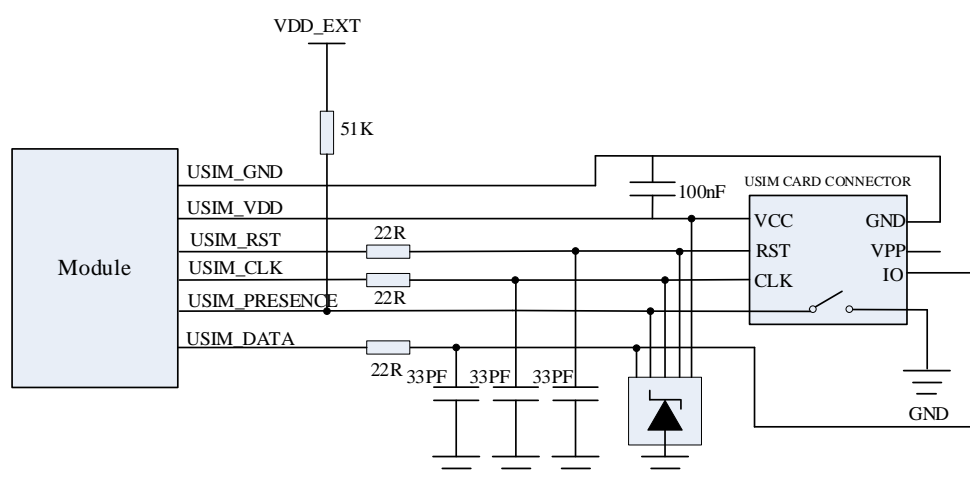 VDD_EXT
51K
USIM_GND
100nF
USIM CARD CONNECTOR
USIM_VDD
VCC
GND
USIM_RST
22R
RST
VPP
Module
USIM_CLK
22R
CLK
IO
USIM_PRESENCE
USIM_DATA
22R
33PF
33PF
33PF
GND